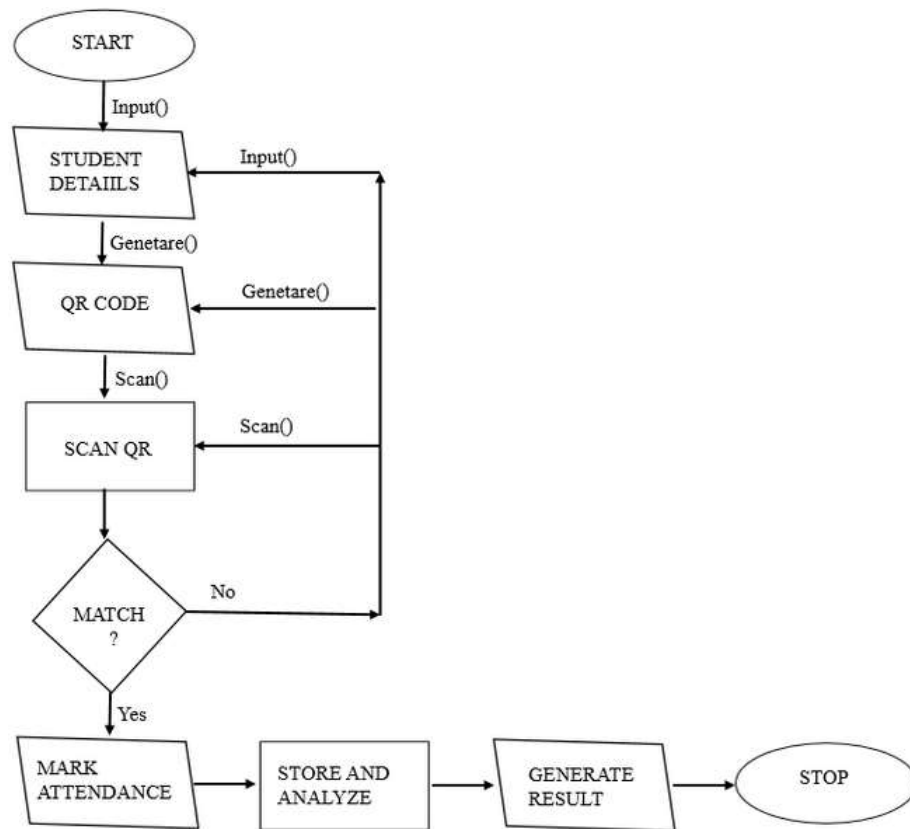 START
Input()
STUDENT
DETAIILS
Input()
Genetare()
QR CODE
Genetare()
Scan()
SCAN QR
Scan()
MATCH
?
No
Yes
MARK
ATTENDANCE
STORE AND
ANALYZE
GENERATE
RESULT
STOP